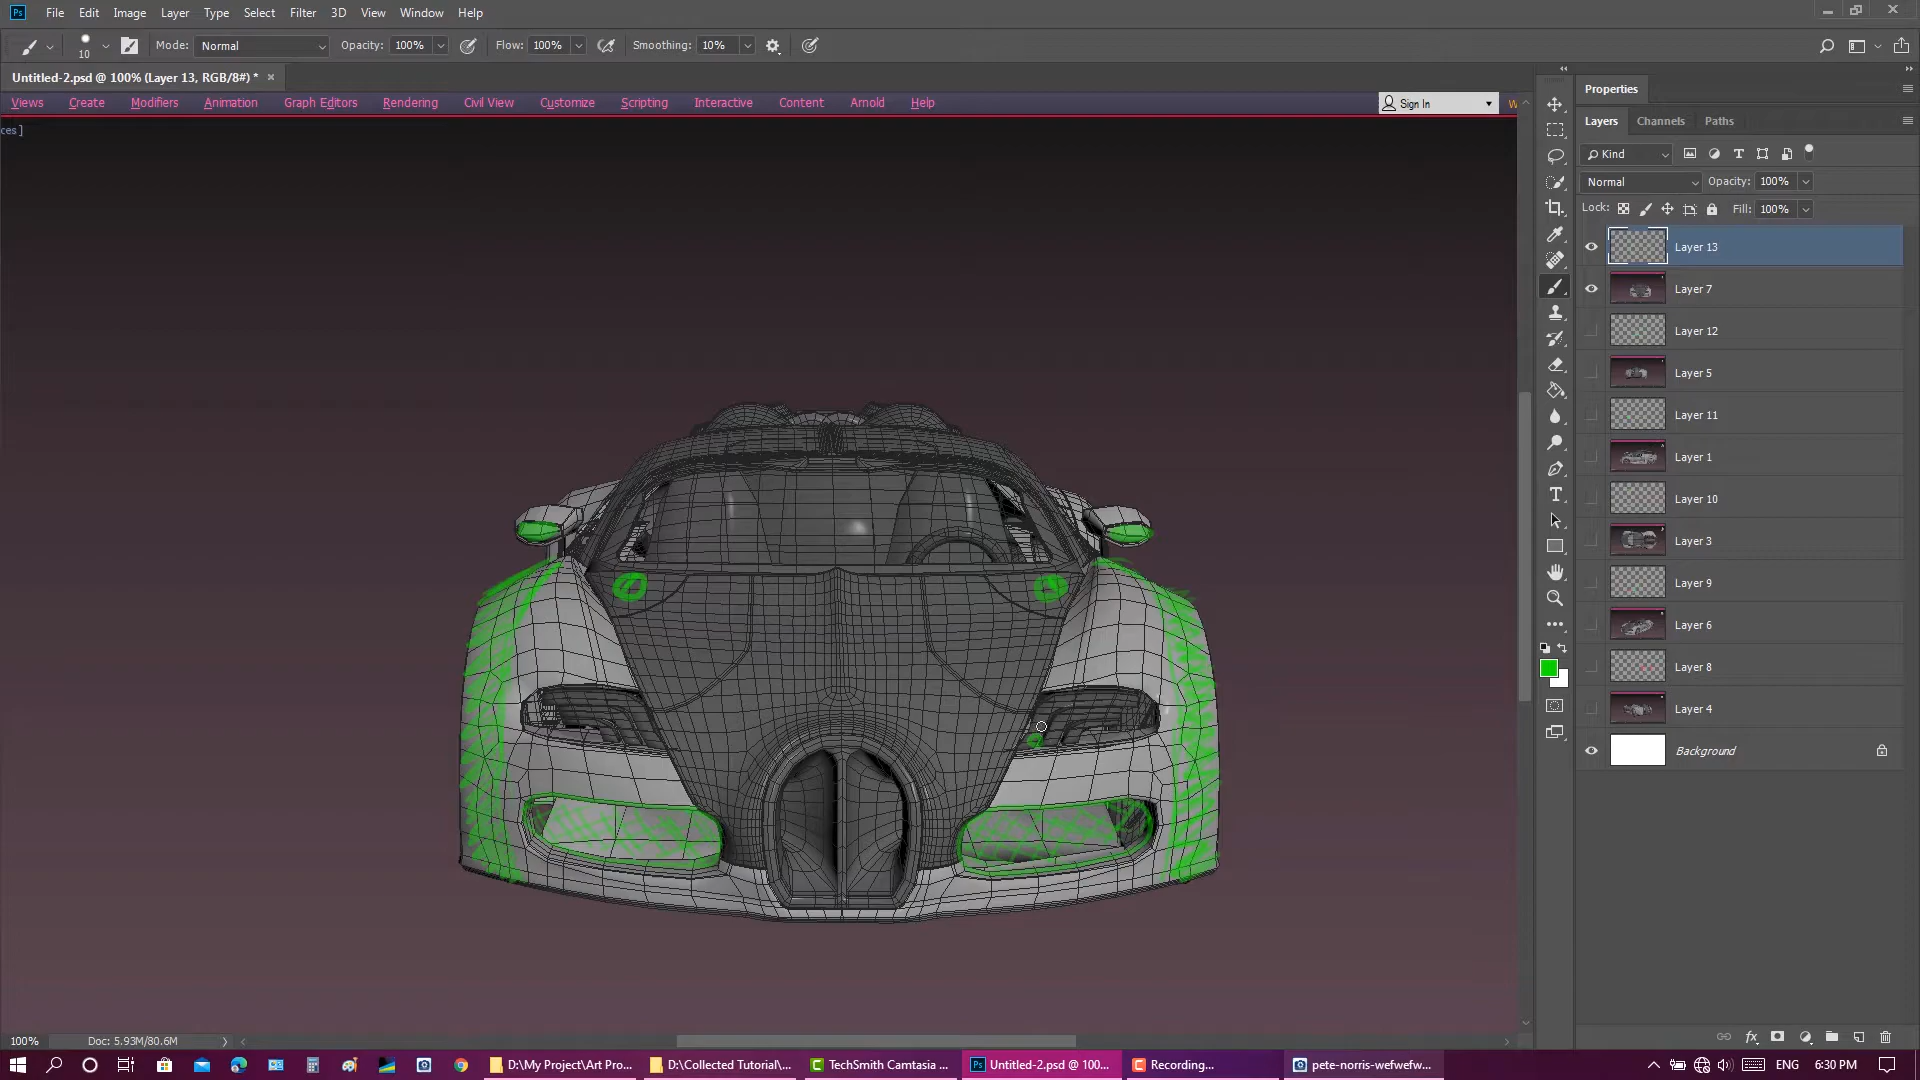 Ps File Edit Image Layer Type Select Filter 3D View Window Help
10 Mode: Normal Opacity: 100% Flow: 100% Smoothing: 10%
Untitled-2.psd @ 100% (Layer 13, RGB/8#) * ×
Views Create Modifiers Animation Graph Editors Rendering Civil View Customize Scripting Interactive Content Arnold Help Sign In W
ces ]
Properties
Layers Channels Paths
Kind
Normal Opacity: 100%
Lock: Fill: 100%
Layer 13
Layer 7
Layer 12
Layer 5
Layer 11
Layer 1
Layer 10
Layer 3
Layer 9
Layer 6
Layer 8
Layer 4
Background
100% Doc: 5.93M/80.6M
D:\My Project\Art Pro... D:\Collected Tutorial\... TechSmith Camtasia ... Untitled-2.psd @ 100... Recording... pete-norris-wefwefw... ENG 6:30 PM